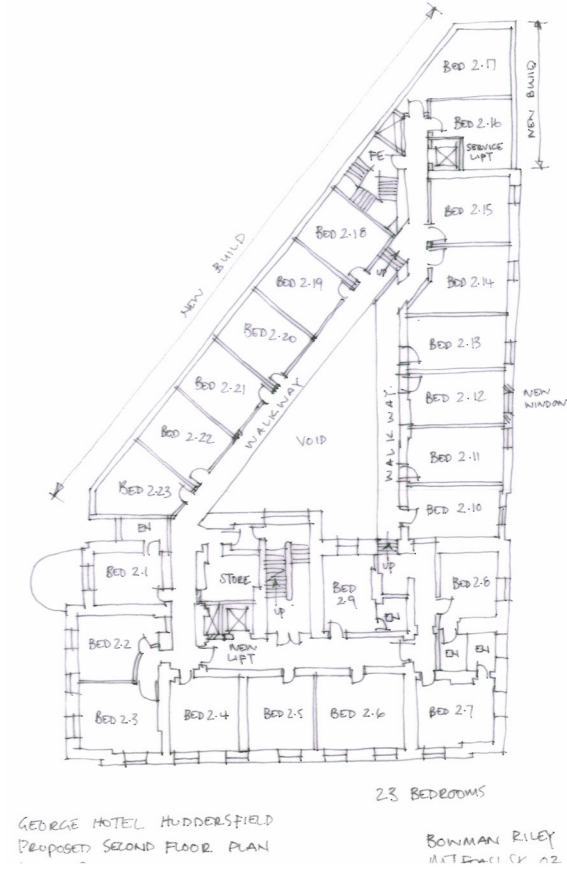 BED 2.17
NEW BUILD
BED 2.16
SERVICE
LIFT
FE
BED 2.15
BED 2.18
UP
NEW BUILD
BED 2.19
BED 2.14
BED 2.20
BED 2.13
BED 2.21
BED 2.12
NEW
WINDOW
WALKWAY
WALKWAY.
VOID
BED 2.22
BED 2.11
BED 2.23
BED 2.10
EN
BED 2.1
STORE
UP
UP
BED
2.9
BED 2.8
EN
BED 2.2
NEW
LIFT
EN
EN
BED 2.3
BED 2.4
BED 2.5
BED 2.6
BED 2.7
23 BEDROOMS
GEORGE HOTEL HUDDERSFIELD
PROPOSED SECOND FLOOR PLAN
BOWMAN RILEY
SK 02